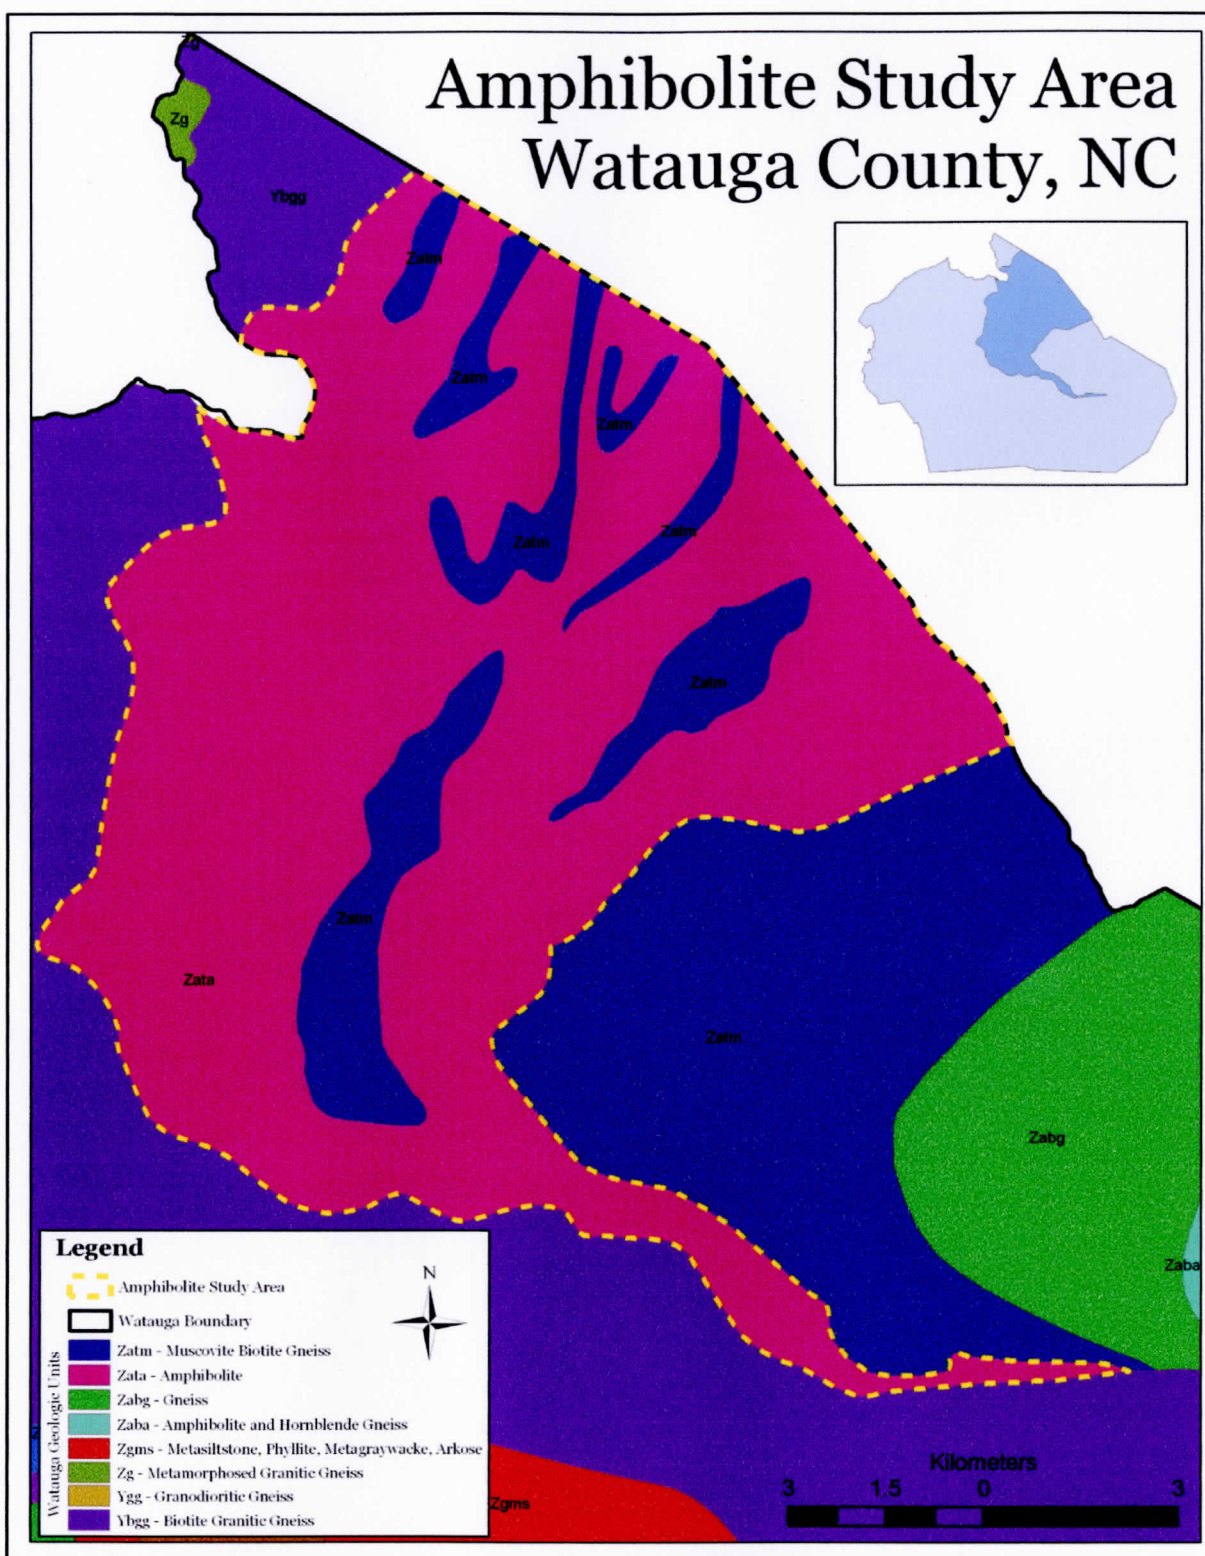 Amphibolite Study Area
Watauga County, NC
Zg
Zg
Ybgg
Zatm
Zatm
Zatm
Zatm
Zatm
Zatm
Zatm
Zata
Zatm
Zabg
Zaba
Zgms
Legend
N
Amphibolite Study Area
Watauga Boundary
Watauga Geologic Units
Zatm - Muscovite Biotite Gneiss
Zata - Amphibolite
Zabg - Gneiss
Zaba - Amphibolite and Hornblende Gneiss
Zgms - Metasiltstone, Phyllite, Metagraywacke, Arkose
Zg - Metamorphosed Granitic Gneiss
Ygg - Granodioritic Gneiss
Ybgg - Biotite Granitic Gneiss
Kilometers
3 1.5 0 3